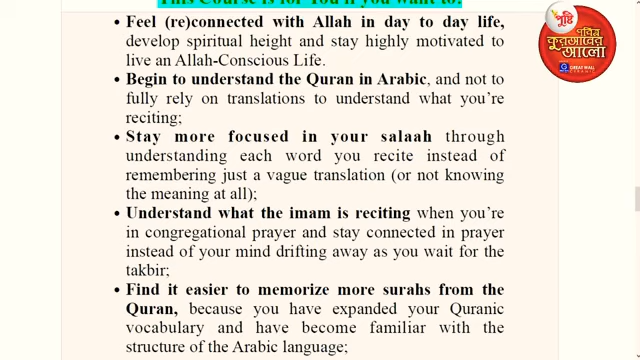 This Course is for You if you want to:
• Feel (re)connected with Allah in day to day life,
develop spiritual height and stay highly motivated to
live an Allah-Conscious Life.
• Begin to understand the Quran in Arabic, and not to
fully rely on translations to understand what you're
reciting;
• Stay more focused in your salaah through
understanding each word you recite instead of
remembering just a vague translation (or not knowing
the meaning at all);
• Understand what the imam is reciting when you're
in congregational prayer and stay connected in prayer
instead of your mind drifting away as you wait for the
takbir;
• Find it easier to memorize more surahs from the
Quran, because you have expanded your Quranic
vocabulary and have become familiar with the
structure of the Arabic language;
পুষ্টি
পবিত্র
কুরআনের
আলো
GREAT WALL
CERAMIC